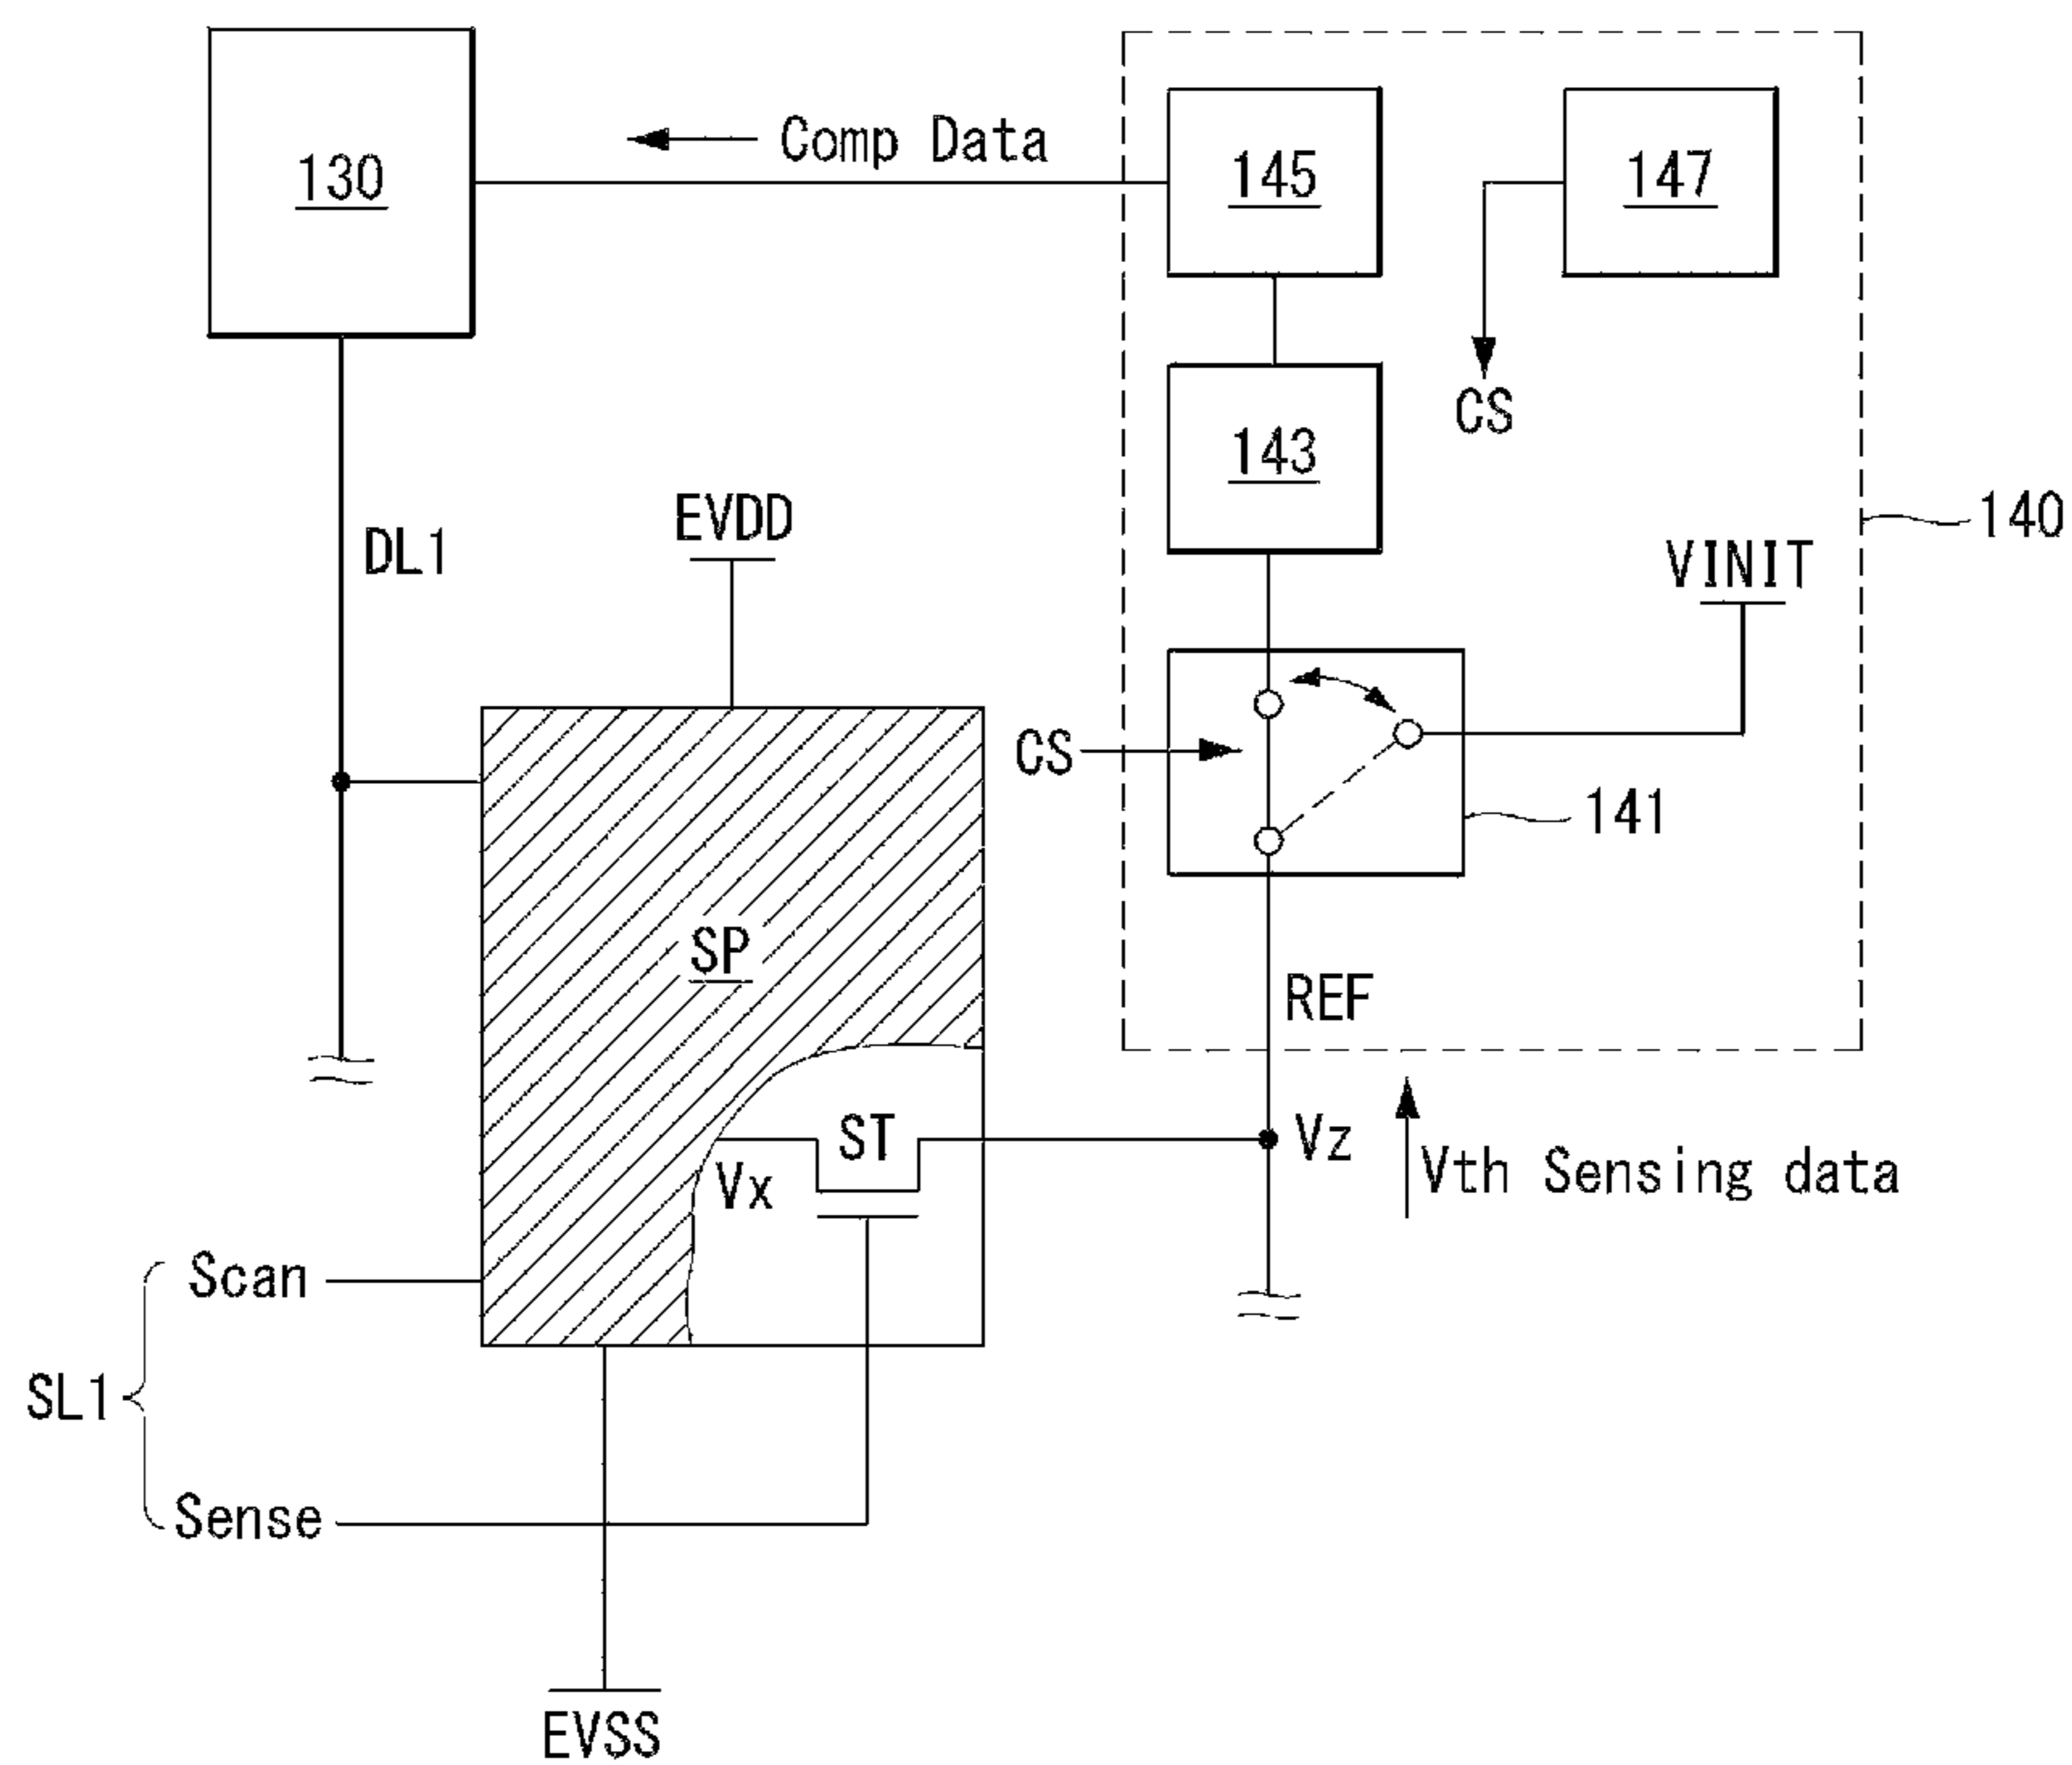 130
Comp Data
145
147
CS
143
EVDD
140
DL1
VINIT
CS
141
SP
REF
ST
Vz
Vx
Vth Sensing data
Scan
SL1
Sense
EVSS